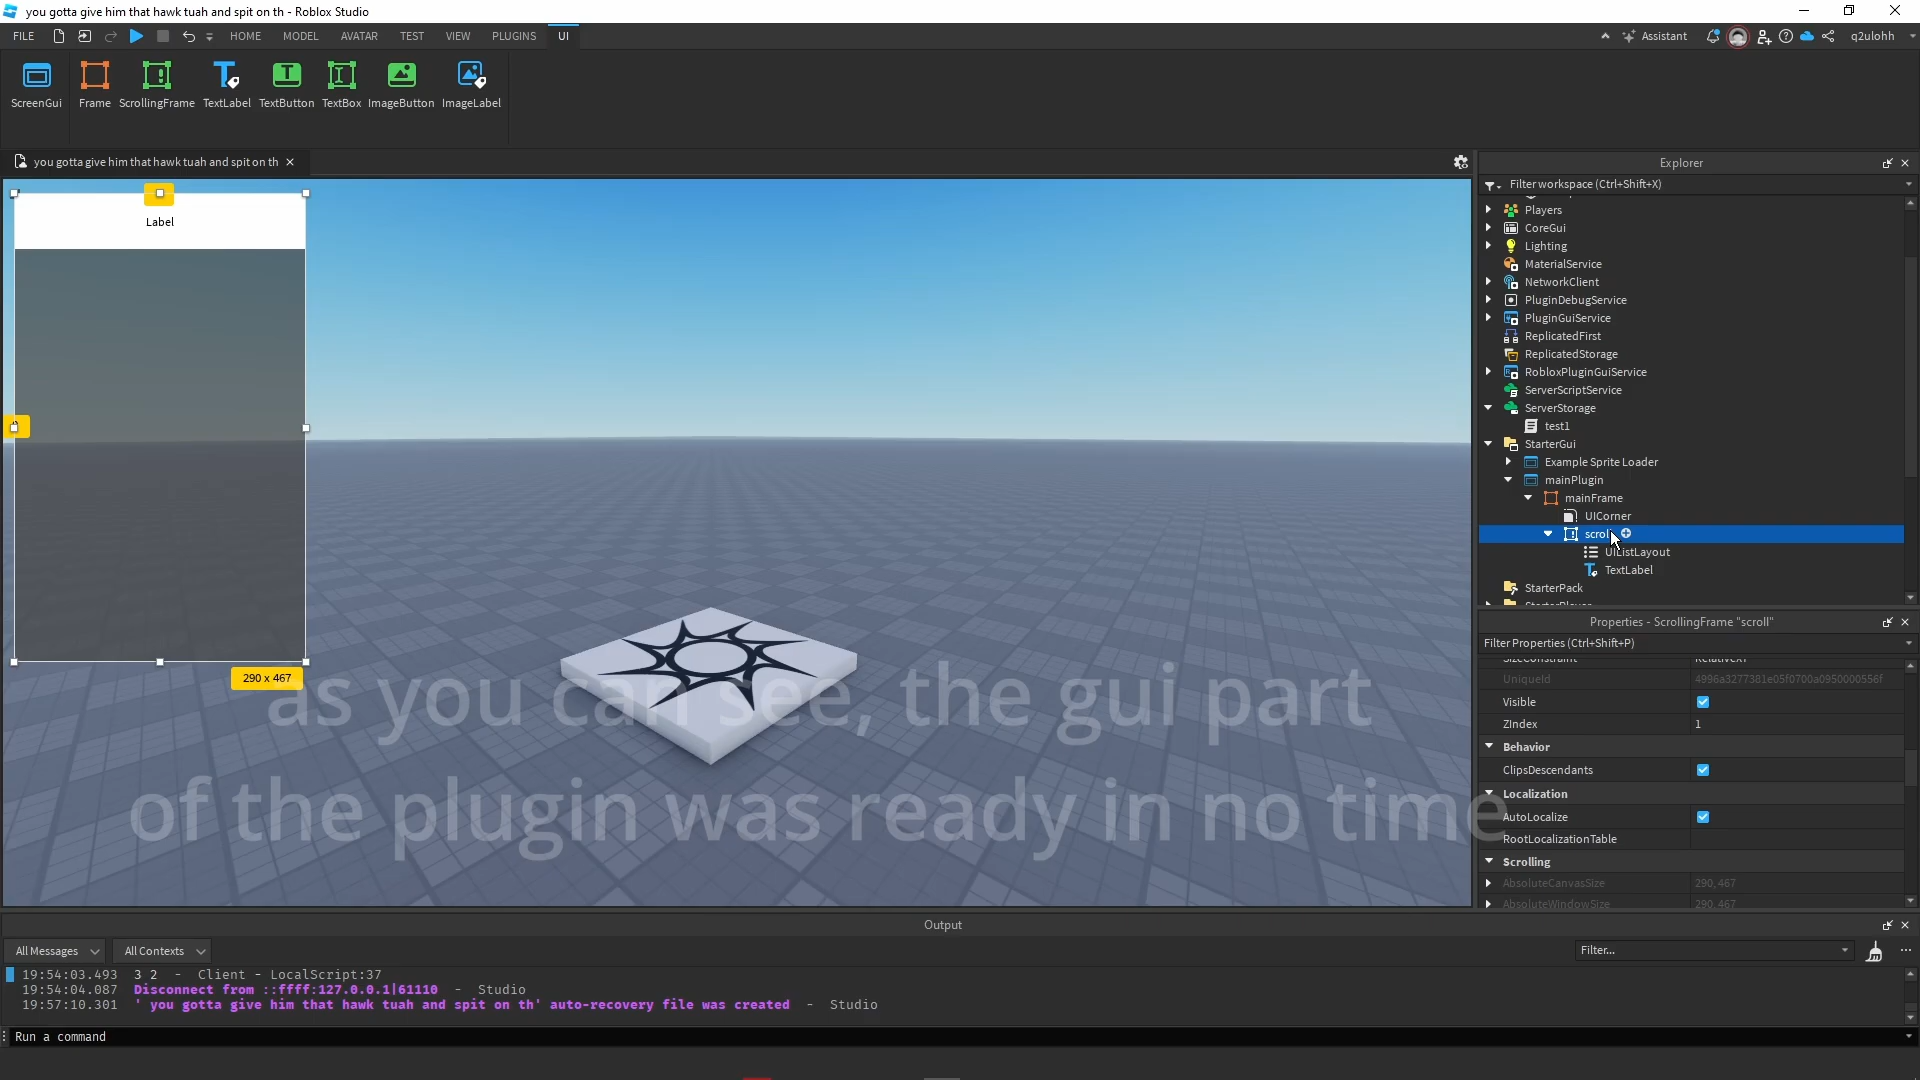 you gotta give him that hawk tuah and spit on th - Roblox Studio
FILE HOME MODEL AVATAR TEST VIEW PLUGINS UI Assistant q2ulohh
ScreenGui Frame ScrollingFrame TextLabel TextButton TextBox ImageButton ImageLabel
you gotta give him that hawk tuah and spit on th
Label
290 x 467
as you can see, the gui part
of the plugin was ready in no time
Explorer
Filter workspace (Ctrl+Shift+X)
Players
CoreGui
Lighting
MaterialService
NetworkClient
PluginDebugService
PluginGuiService
ReplicatedFirst
ReplicatedStorage
RobloxPluginGuiService
ServerScriptService
ServerStorage
test1
StarterGui
Example Sprite Loader
mainPlugin
mainFrame
UICorner
scroll
UIListLayout
TextLabel
StarterPack
StarterPlayer
Properties - ScrollingFrame "scroll"
Filter Properties (Ctrl+Shift+P)
SizeConstraint RelativeXY
UniqueId
Visible
ZIndex 1
Behavior
ClipsDescendants
Localization
AutoLocalize
RootLocalizationTable
Scrolling
AbsoluteCanvasSize 290, 467
AbsoluteWindowSize 290, 467
Output
All Messages All Contexts Filter...
19:54:03.493 3 2 - Client - LocalScript:37
19:54:04.087 Disconnect from ::ffff:127.0.0.1|61110 - Studio
19:57:10.301 ' you gotta give him that hawk tuah and spit on th' auto-recovery file was created - Studio
Run a command